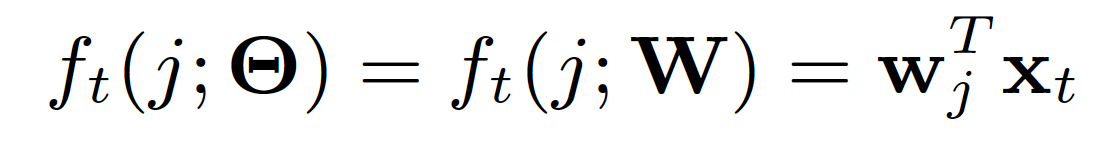 f_t(j; Θ) = f_t(j; W) = w_j^T x_t